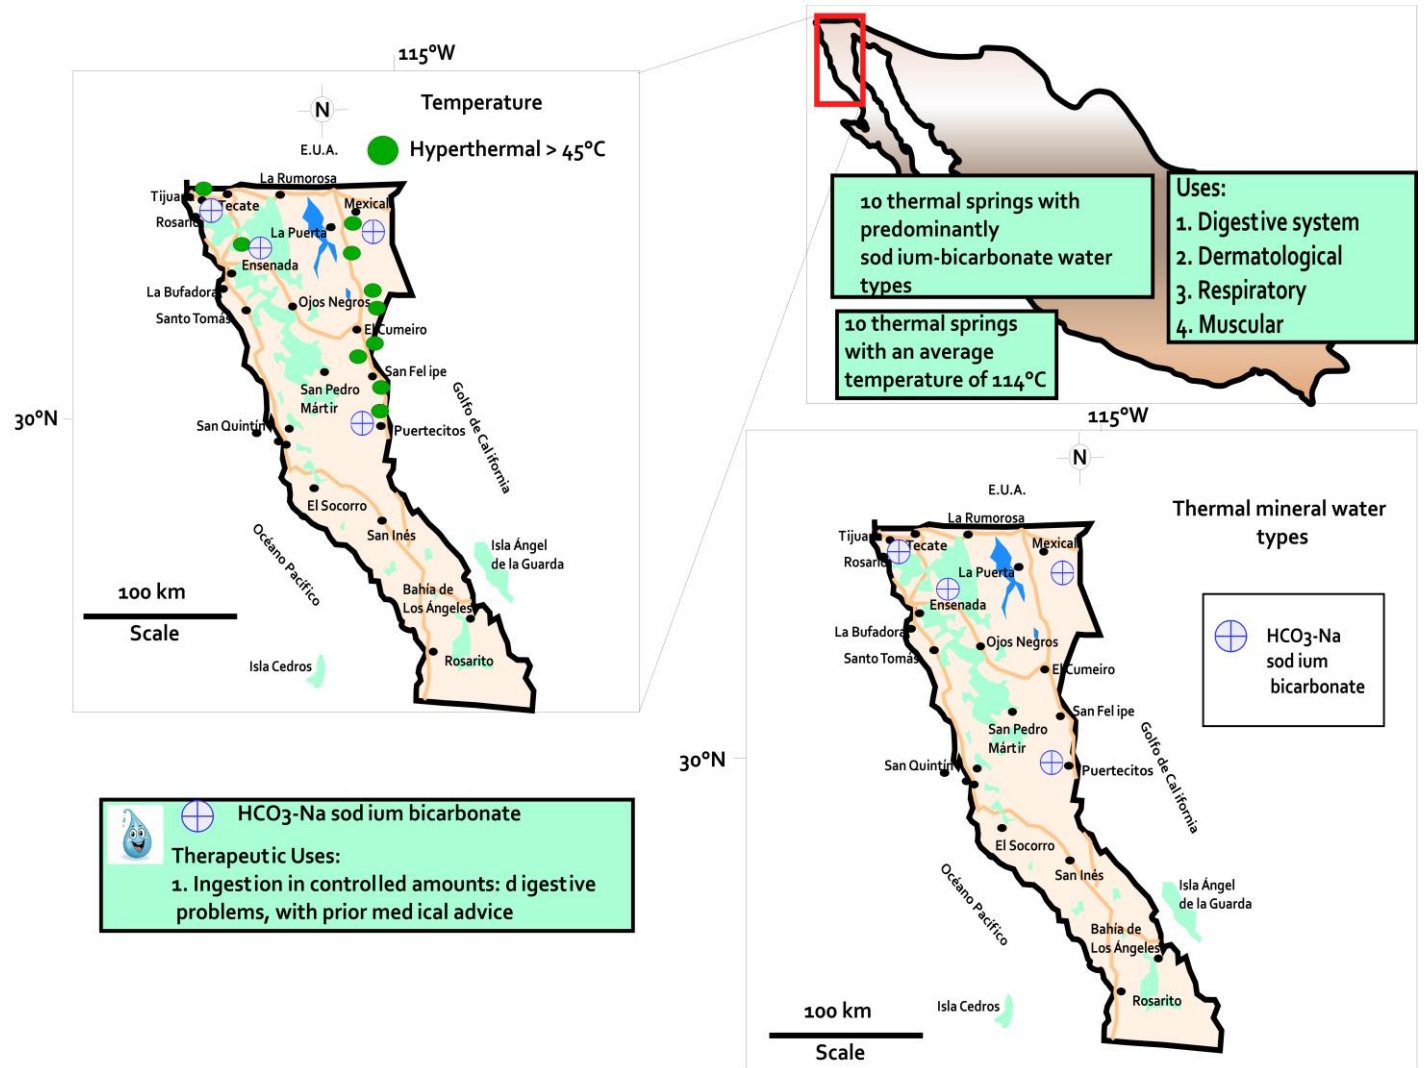 115°W
Temperature
N
E.U.A.
Hyperthermal > 45°C
La Rumorosa
Tijuan
Tecate
Mexical
Rosario
La Puerta
Ensenada
La Bufadora
Ojos Negros
Santo Tomás
El Cumeiro
San Fel ipe
San Pedro
Mártir
30°N
San Quintín
Puertecitos
Golfo de California
El Socorro
San Inés
Océano Pacífico
Isla Ángel
de la Guarda
100 km
Scale
Bahía de
Los Ángeles
Isla Cedros
Rosarito
10 thermal springs with
predominantly
sod ium-bicarbonate water
types
Uses:
1. Digestive system
2. Dermatological
3. Respiratory
4. Muscular
10 thermal springs
with an average
temperature of 114°C
HCO3-Na sod ium bicarbonate
Therapeutic Uses:
1. Ingestion in controlled amounts: d igestive
problems, with prior med ical advice
115°W
N
E.U.A.
Thermal mineral water
types
La Rumorosa
Tijuan
Tecate
Mexical
Rosario
La Puerta
Ensenada
HCO3-Na
sod ium
bicarbonate
La Bufadora
Ojos Negros
Santo Tomás
El Cumeiro
San Fel ipe
San Pedro
Mártir
30°N
San Quintín
Puertecitos
Golfo de California
El Socorro
San Inés
Océano Pacífico
Isla Ángel
de la Guarda
Bahía de
Los Ángeles
Isla Cedros
Rosarito
100 km
Scale